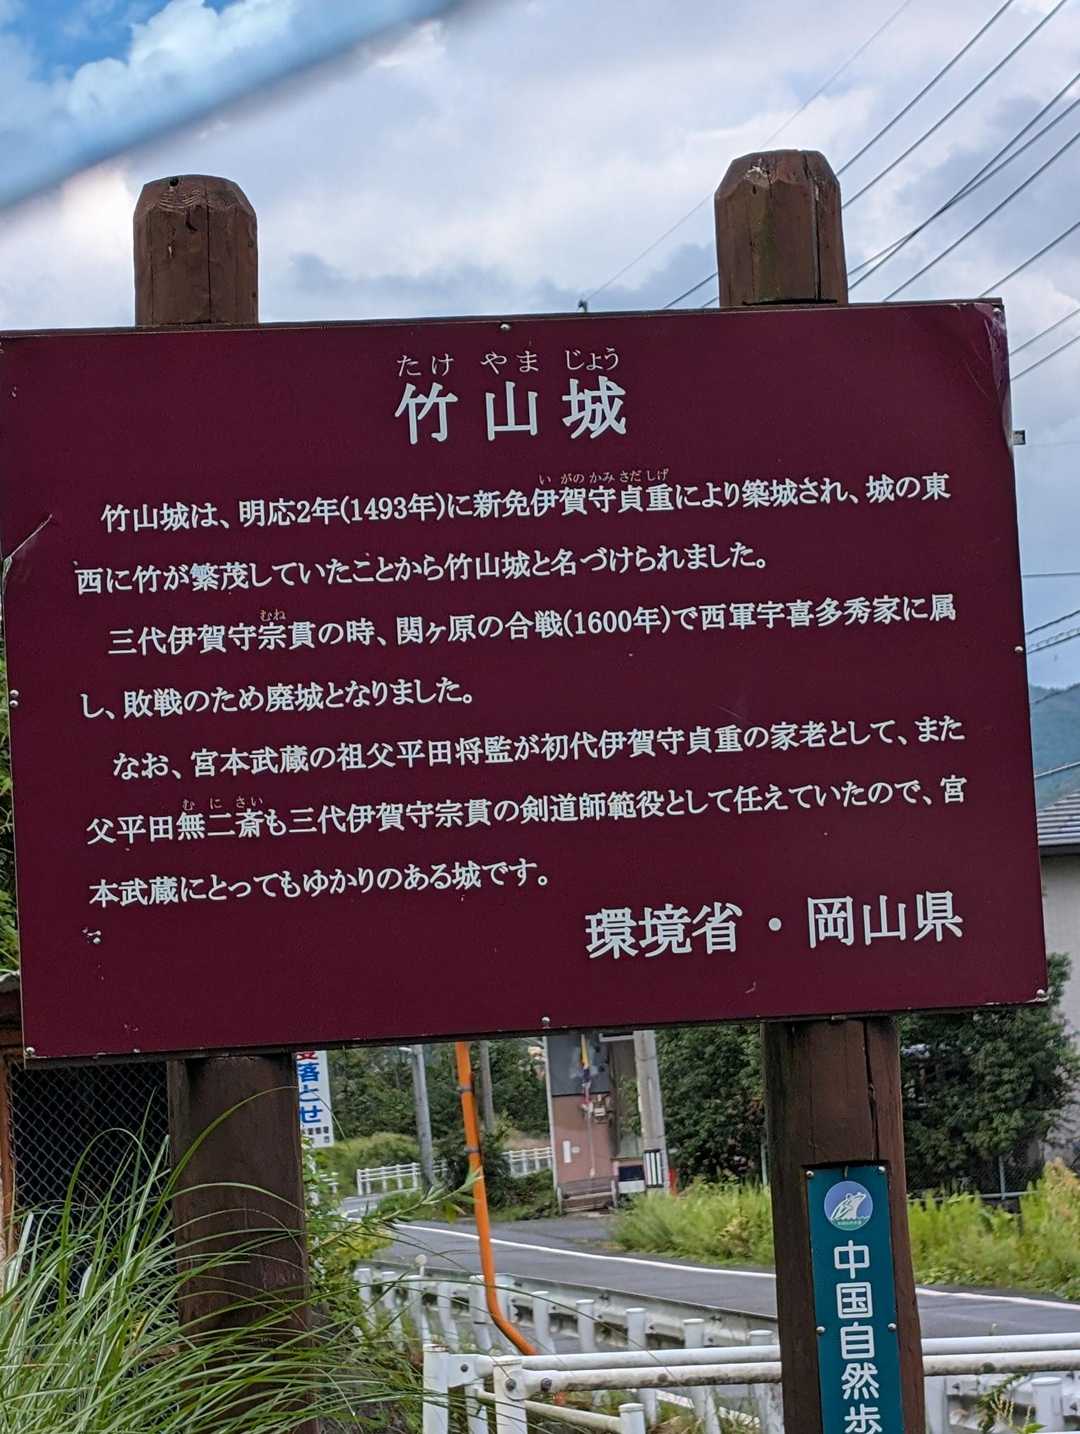 たけ やま じょう
竹山城
い がの かみ さだ しげ
竹山城は、明応2年(1493年)に新免伊賀守貞重により築城され、城の東
西に竹が繁茂していたことから竹山城と名づけられました。
むね
三代伊賀守宗貫の時、関ヶ原の合戦(1600年)で西軍宇喜多秀家に属
し、敗戦のため廃城となりました。
なお、宮本武蔵の祖父平田将監が初代伊賀守貞重の家老として、また
む に さい
父平田無二斎も三代伊賀守宗貫の剣道師範役として任えていたので、宮
本武蔵にとってもゆかりのある城です。
環境省・岡山県
落とせ
中国自然歩